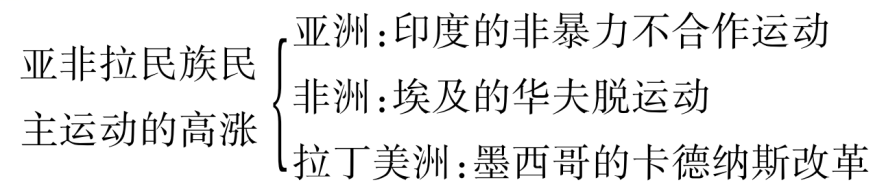 亚非拉民族民
主运动的高涨
亚洲:印度的非暴力不合作运动
非洲:埃及的华夫脱运动
拉丁美洲:墨西哥的卡德纳斯改革